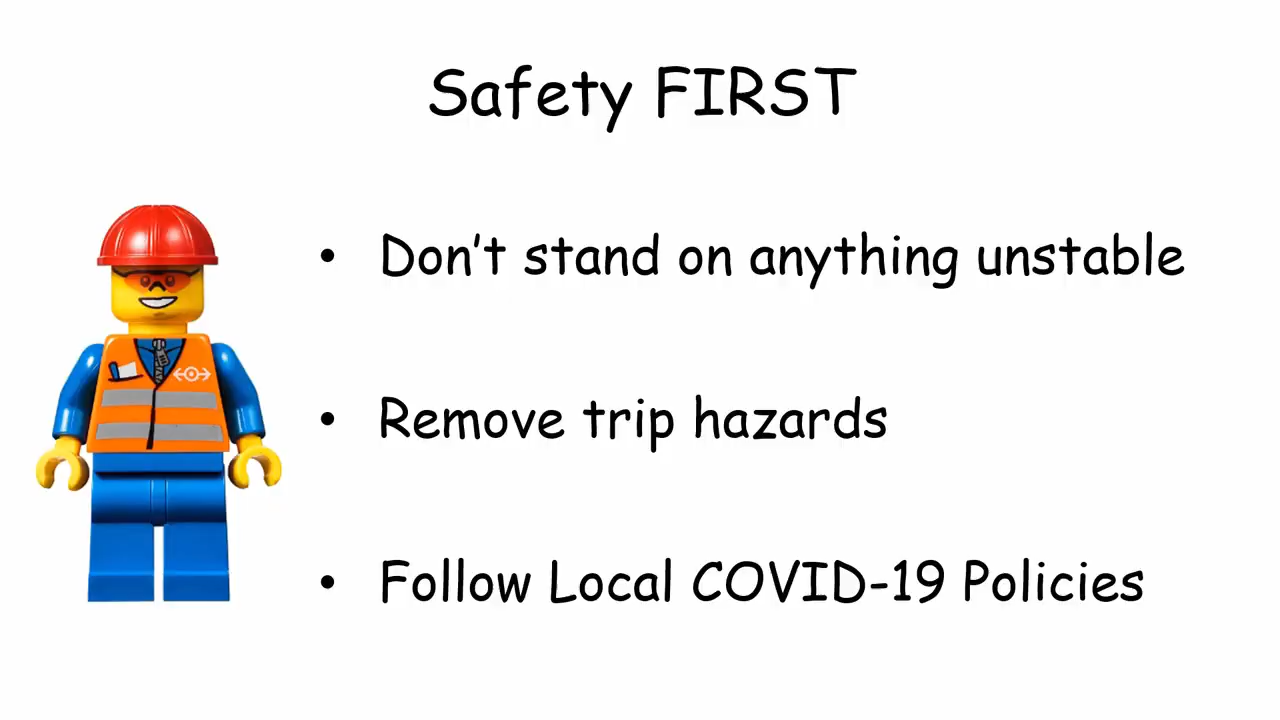 Safety FIRST
• Don’t stand on anything unstable
• Remove trip hazards
• Follow Local COVID-19 Policies